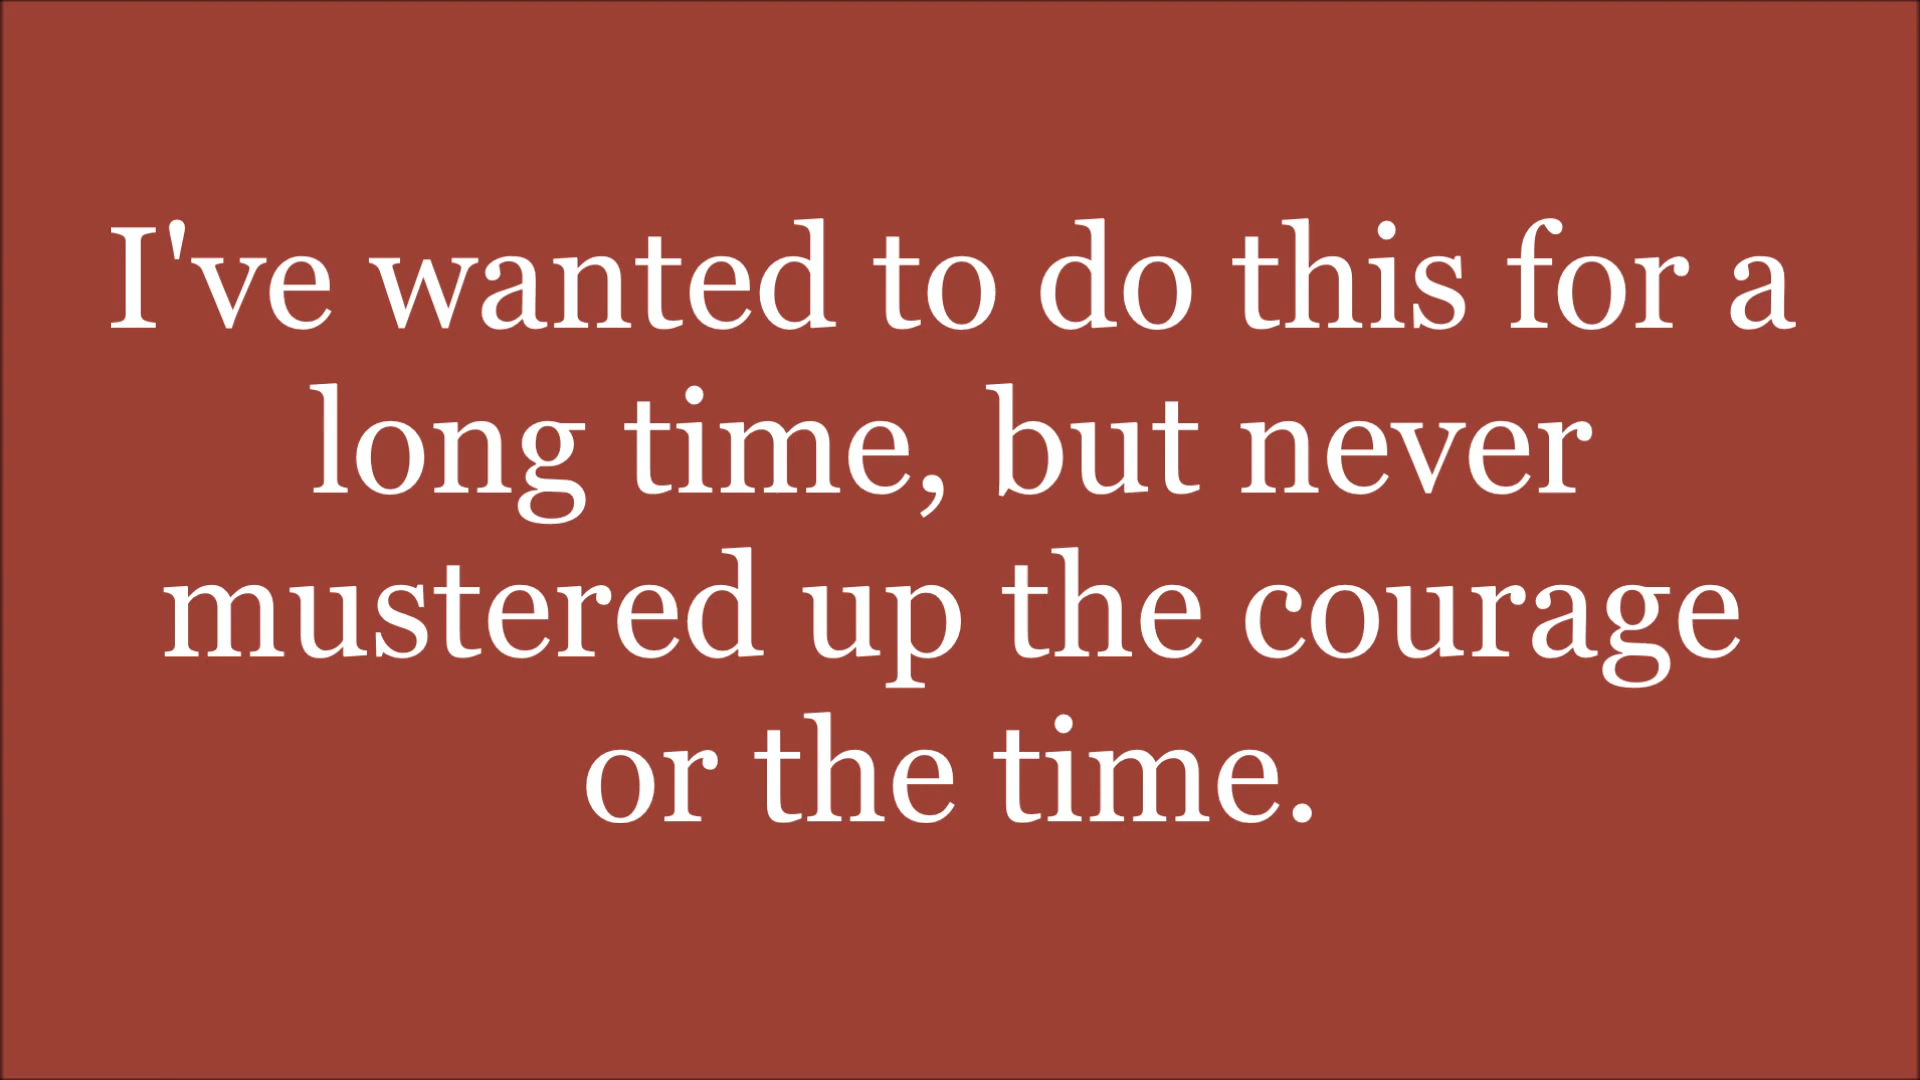 I've wanted to do this for a
long time, but never
mustered up the courage
or the time.